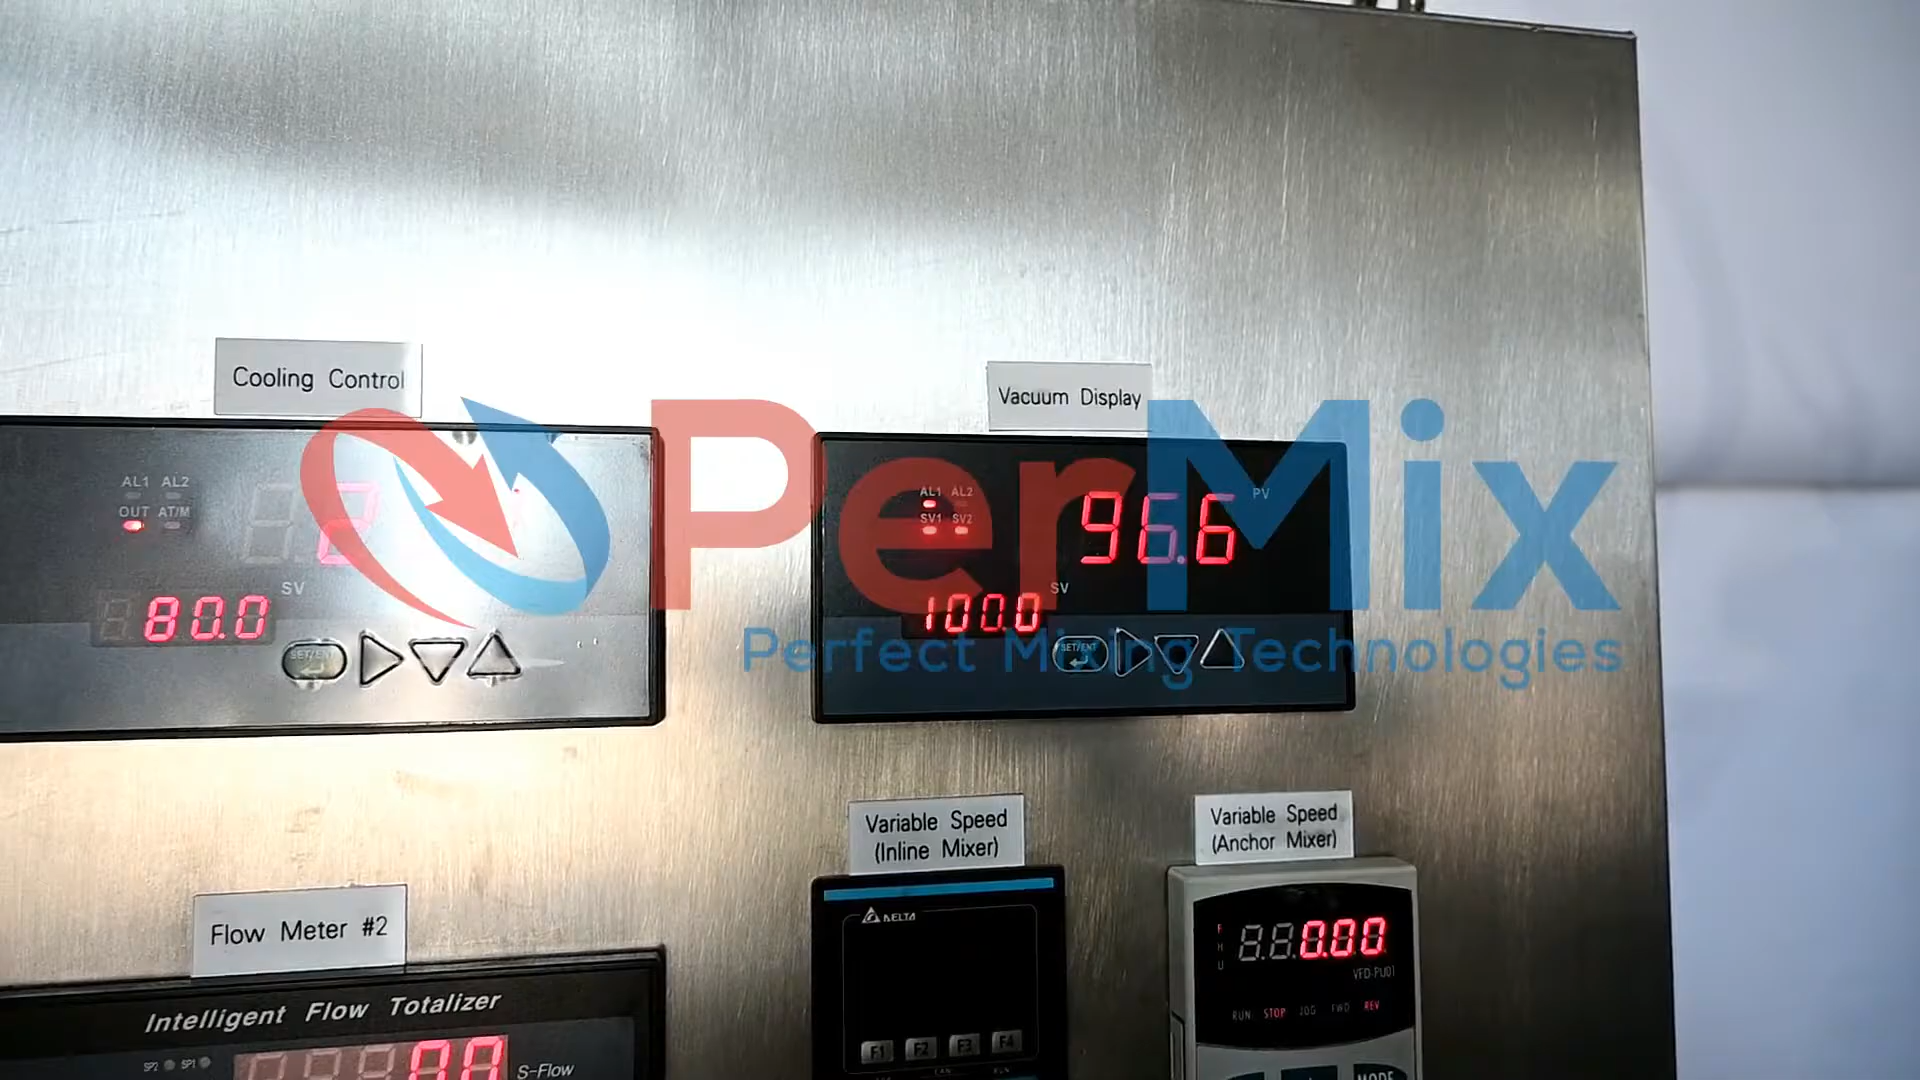 Cooling Control
AL1 AL2
OUT AT/M
SV
80.0
SET/ENT
Vacuum Display
AL1 AL2
SV1 SV2
96.6
PV
SV
100.0
SET/ENT
PerMix
Perfect Mixing Technologies
Variable Speed
(Inline Mixer)
Variable Speed
(Anchor Mixer)
DELTA
F1 F2 F3 F4
F
H
U
0.00
VFD-PU01
RUN STOP JOG FWD REV
MODE
Flow Meter #2
Intelligent Flow Totalizer
SP2 SP1
S-Flow